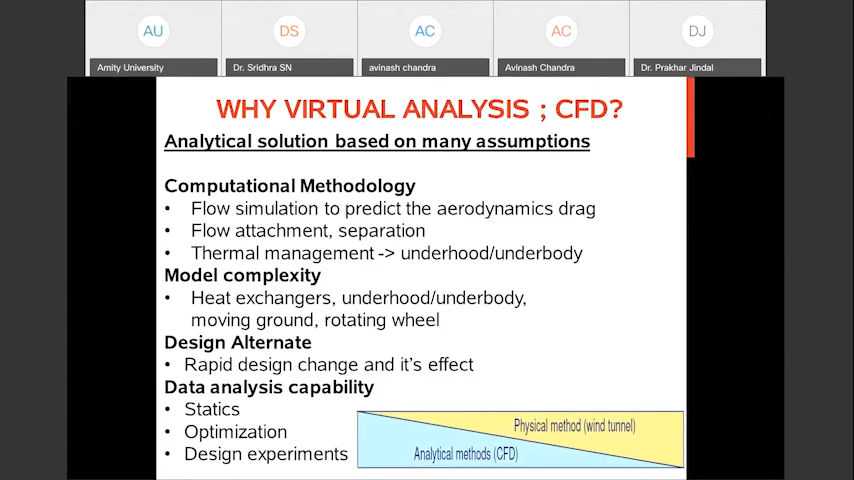 AU
DS
AC
AC
DJ
Amity University
Dr. Sridhra SN
avinash chandra
Avinash Chandra
Dr. Prakhar Jindal
WHY VIRTUAL ANALYSIS ; CFD?
Analytical solution based on many assumptions
Computational Methodology
• Flow simulation to predict the aerodynamics drag
• Flow attachment, separation
• Thermal management -> underhood/underbody
Model complexity
• Heat exchangers, underhood/underbody,
moving ground, rotating wheel
Design Alternate
• Rapid design change and it's effect
Data analysis capability
• Statics
• Optimization
• Design experiments
Physical method (wind tunnel)
Analytical methods (CFD)